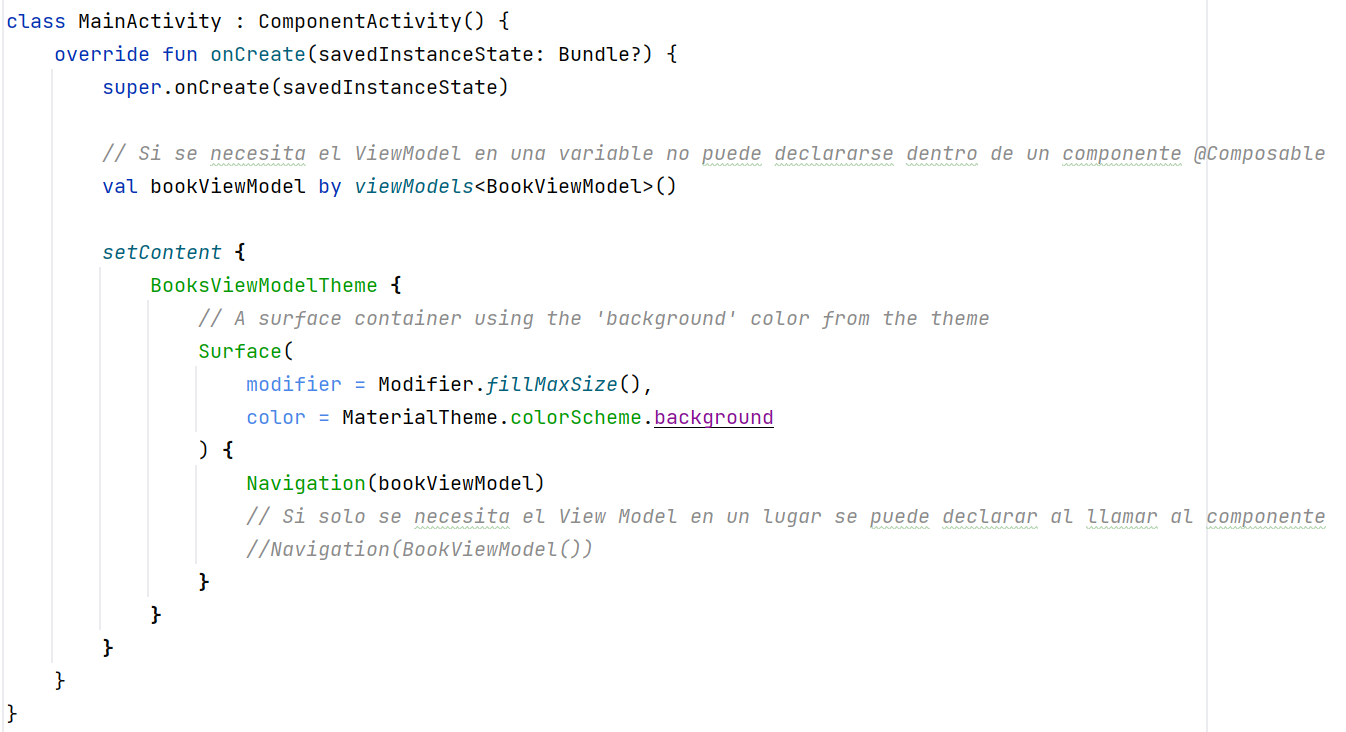 class MainActivity : ComponentActivity() {
    override fun onCreate(savedInstanceState: Bundle?) {
        super.onCreate(savedInstanceState)

        // Si se necesita el ViewModel en una variable no puede declararse dentro de un componente @Composable
        val bookViewModel by viewModels<BookViewModel>()

        setContent {
            BooksViewModelTheme {
                // A surface container using the 'background' color from the theme
                Surface(
                    modifier = Modifier.fillMaxSize(),
                    color = MaterialTheme.colorScheme.background
                ) {
                    Navigation(bookViewModel)
                    // Si solo se necesita el View Model en un lugar se puede declarar al llamar al componente
                    //Navigation(BookViewModel())
                }
            }
        }
    }
}